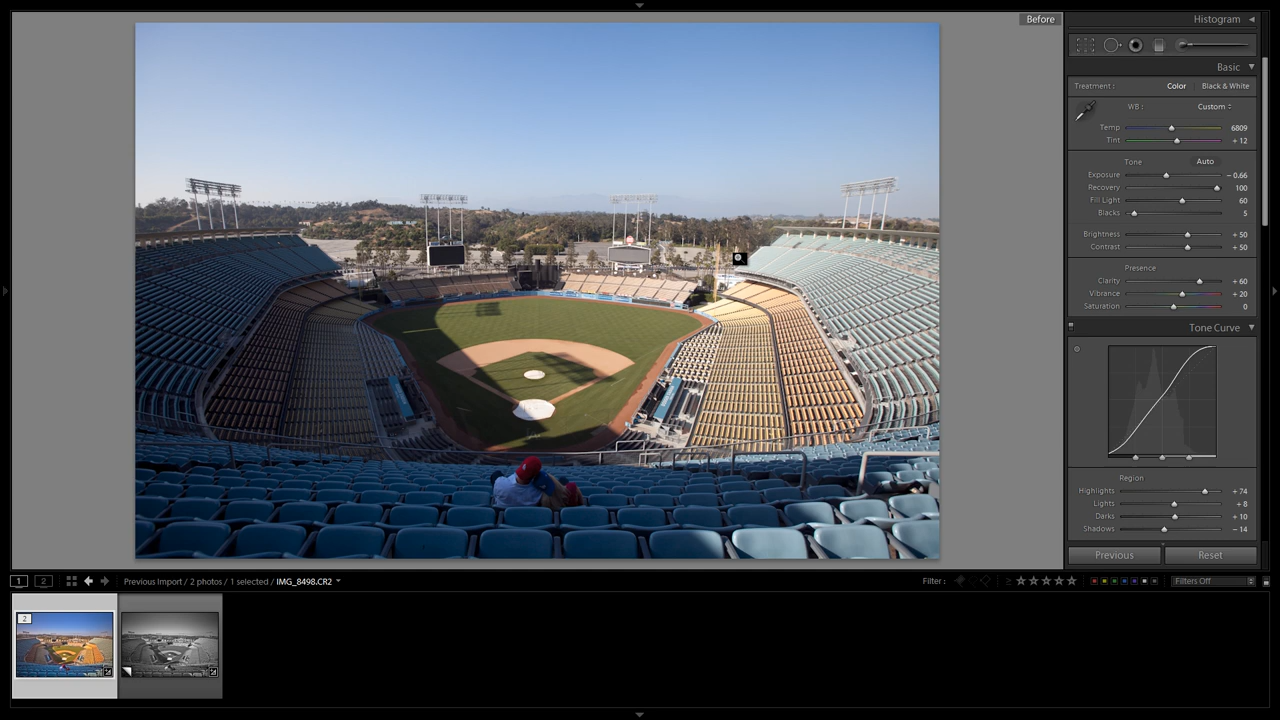 Before
Histogram
Basic
Treatment : Color Black & White
WB : Custom
Temp 6809
Tint + 12
Tone Auto
Exposure − 0.66
Recovery 100
Fill Light 60
Blacks 5
Brightness + 50
Contrast + 50
Presence
Clarity + 60
Vibrance + 20
Saturation 0
Tone Curve
Region
Highlights + 74
Lights + 8
Darks + 10
Shadows − 14
Previous Reset
1 2 Previous Import / 2 photos / 1 selected / IMG_8498.CR2 Filter : Filters Off
2